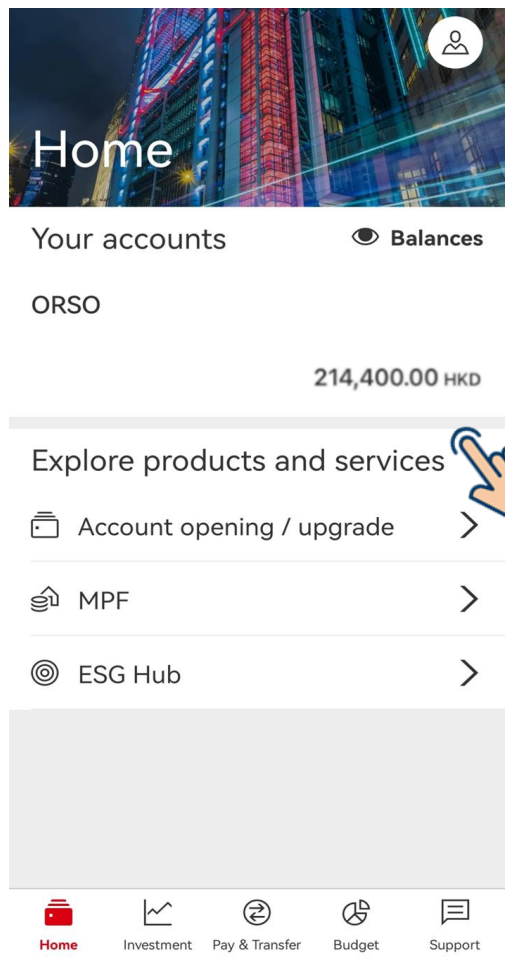 Home
Your accounts
Balances
ORSO
214,400.00 HKD
Explore products and services
Account opening / upgrade
MPF
ESG Hub
Home
Investment
Pay & Transfer
Budget
Support